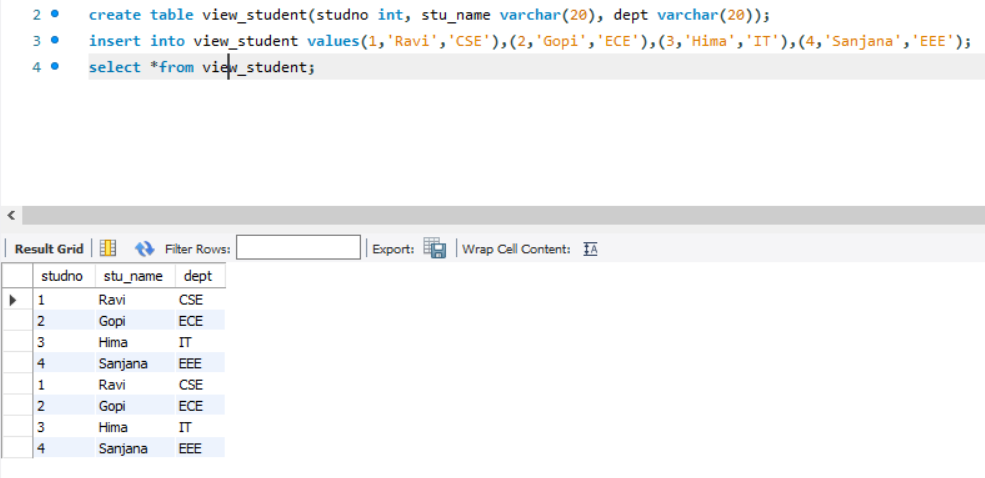 2 create table view_student(studno int, stu_name varchar(20), dept varchar(20));
3 insert into view_student values(1,'Ravi','CSE'),(2,'Gopi','ECE'),(3,'Hima','IT'),(4,'Sanjana','EEE');
4 select *from view_student;
Result Grid Filter Rows: Export: Wrap Cell Content:
studno stu_name dept
1 Ravi CSE
2 Gopi ECE
3 Hima IT
4 Sanjana EEE
1 Ravi CSE
2 Gopi ECE
3 Hima IT
4 Sanjana EEE